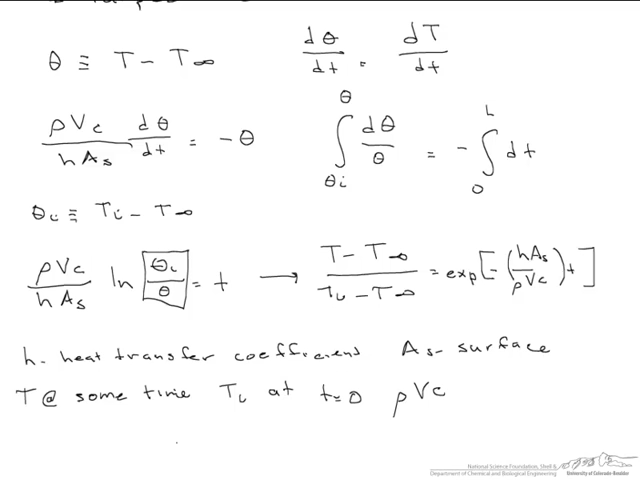 θ ≡ T - T∞ dθ/dt = dT/dt
ρVc/hAs dθ/dt = -θ ∫θi^θ dθ/θ = -∫0^t dt
θi ≡ Ti - T∞
ρVc/hAs ln [θi/θ] = t → T - T∞/Ti - T∞ = exp[-(hAs/ρVc)t]
h - heat transfer coefficient As - surface
T @ some time Ti at t=0 ρVc
National Science Foundation, Shell &
Department of Chemical and Biological Engineering University of Colorado Boulder